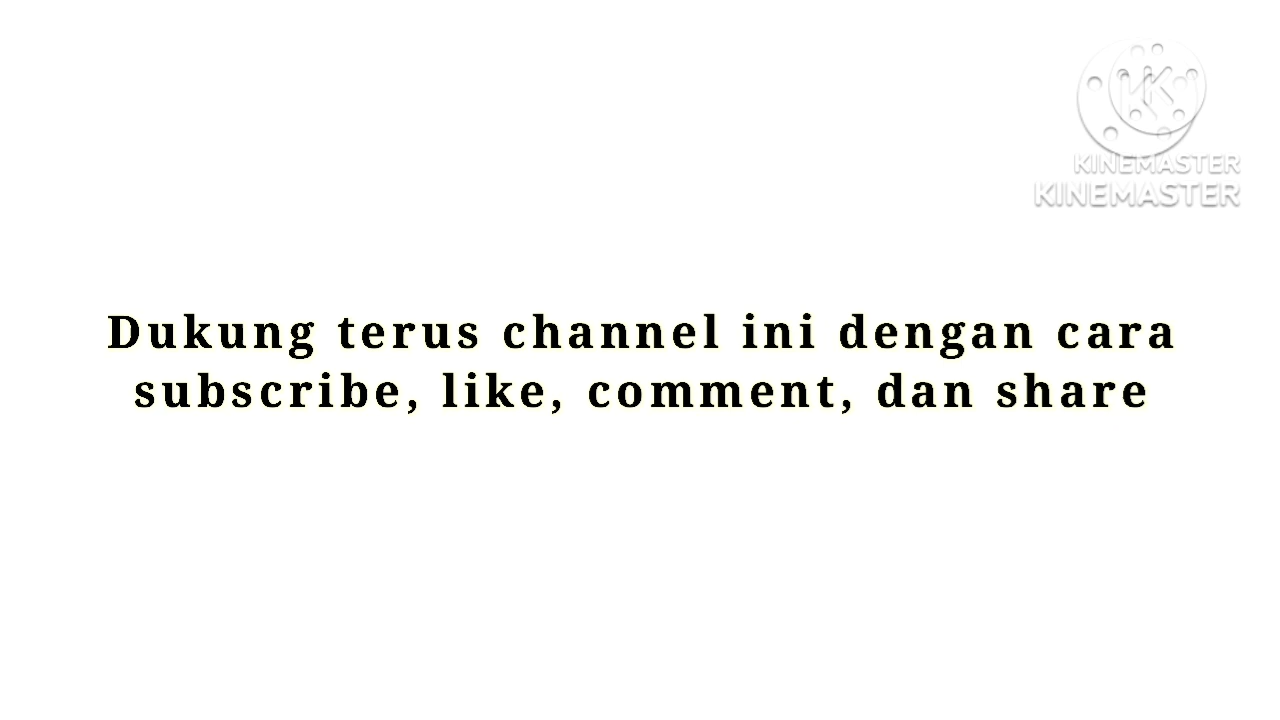 KINEMASTER
KINEMASTER
Dukung terus channel ini dengan cara
subscribe, like, comment, dan share